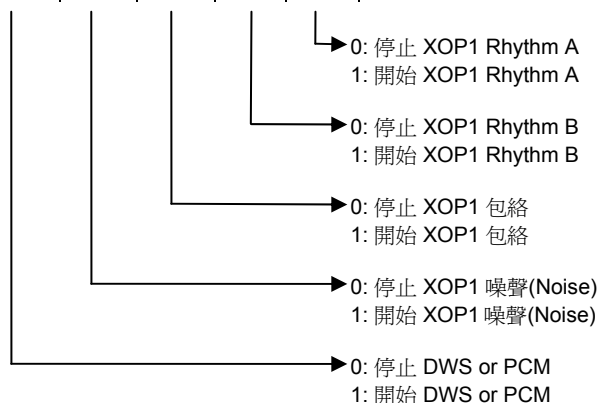 0: 停止 XOP1 Rhythm A
1: 開始 XOP1 Rhythm A
0: 停止 XOP1 Rhythm B
1: 開始 XOP1 Rhythm B
0: 停止 XOP1 包絡
1: 開始 XOP1 包絡
0: 停止 XOP1 噪聲(Noise)
1: 開始 XOP1 噪聲(Noise)
0: 停止 DWS or PCM
1: 開始 DWS or PCM